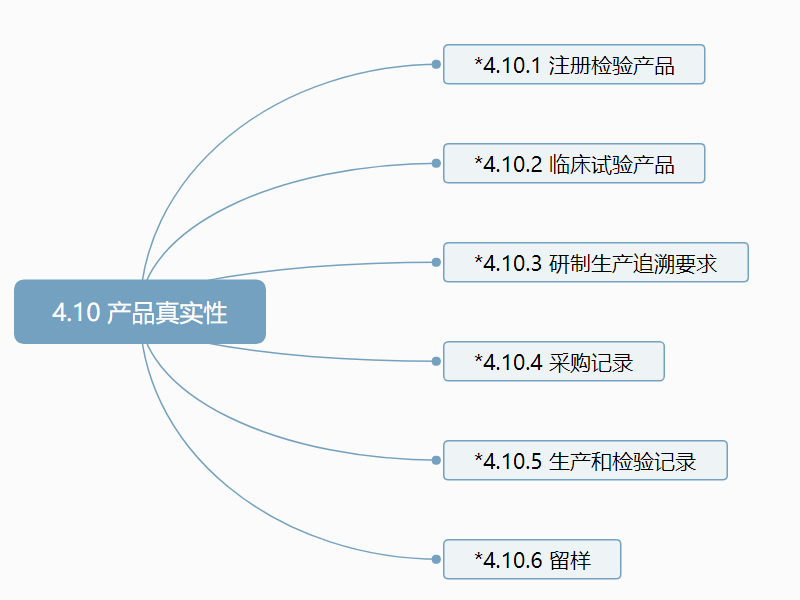 *4.10.1 注册检验产品
*4.10.2 临床试验产品
*4.10.3 研制生产追溯要求
4.10 产品真实性
*4.10.4 采购记录
*4.10.5 生产和检验记录
*4.10.6 留样